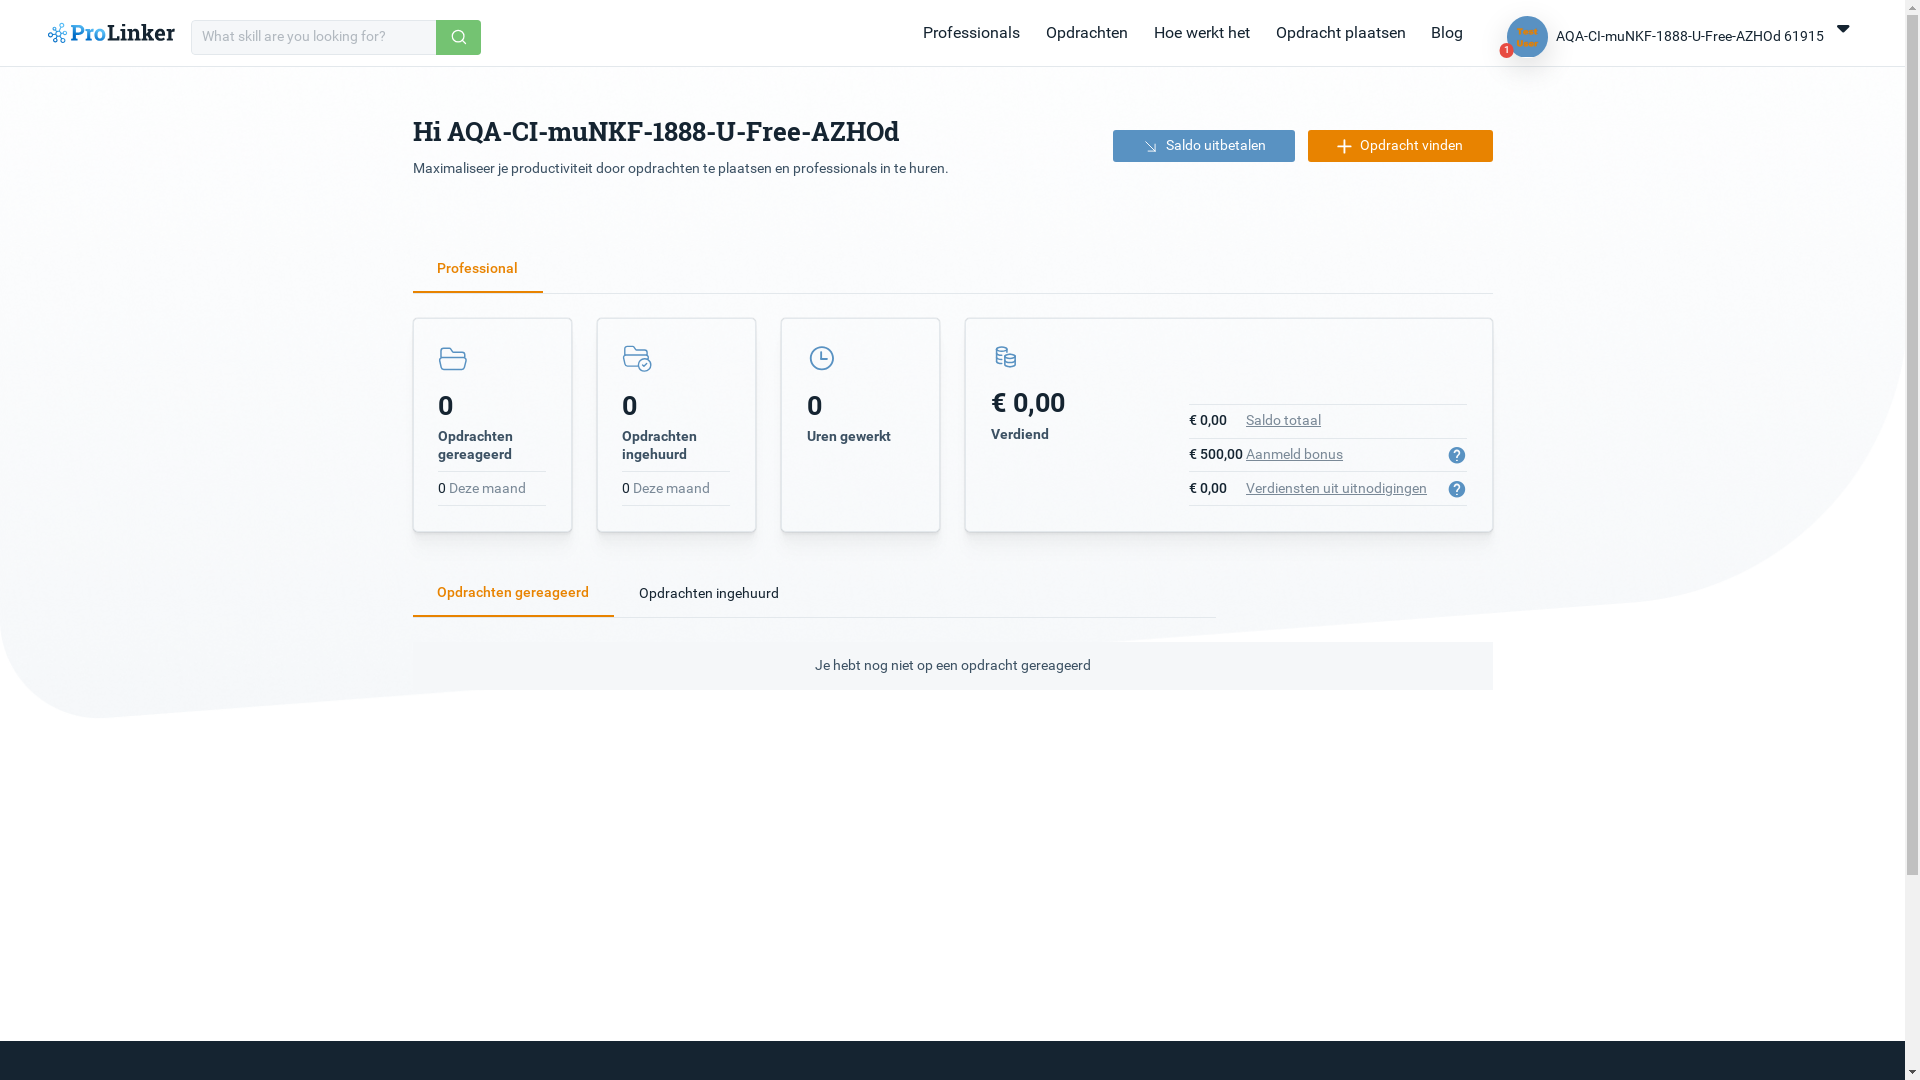 ProLinker
What skill are you looking for?
Professionals
Opdrachten
Hoe werkt het
Opdracht plaatsen
Blog
Test
User
1
AQA-CI-muNKF-1888-U-Free-AZHOd 61915
Hi AQA-CI-muNKF-1888-U-Free-AZHOd
Maximaliseer je productiviteit door opdrachten te plaatsen en professionals in te huren.
Saldo uitbetalen
Opdracht vinden
Professional
0
Opdrachten
gereageerd
0 Deze maand
0
Opdrachten
ingehuurd
0 Deze maand
0
Uren gewerkt
€ 0,00
Verdiend
€ 0,00 Saldo totaal
€ 500,00 Aanmeld bonus
€ 0,00 Verdiensten uit uitnodigingen
Opdrachten gereageerd
Opdrachten ingehuurd
Je hebt nog niet op een opdracht gereageerd